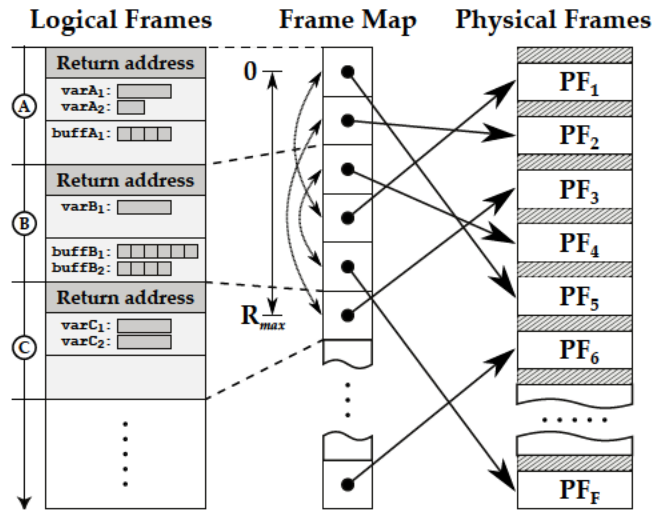 Logical Frames
Frame Map
Physical Frames
Return address
varA1:
varA2:
buffA1:
A
Return address
varB1:
buffB1:
buffB2:
B
Return address
varC1:
varC2:
C
0
Rmax
PF1
PF2
PF3
PF4
PF5
PF6
PFF